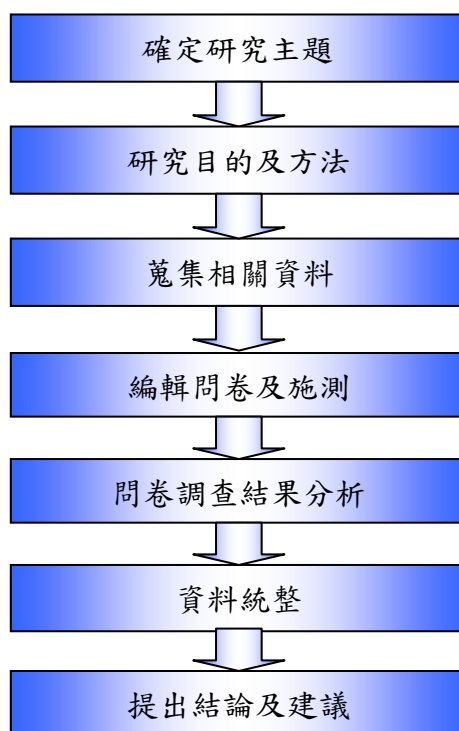 確定研究主題
研究目的及方法
蒐集相關資料
編輯問卷及施測
問卷調查結果分析
資料統整
提出結論及建議